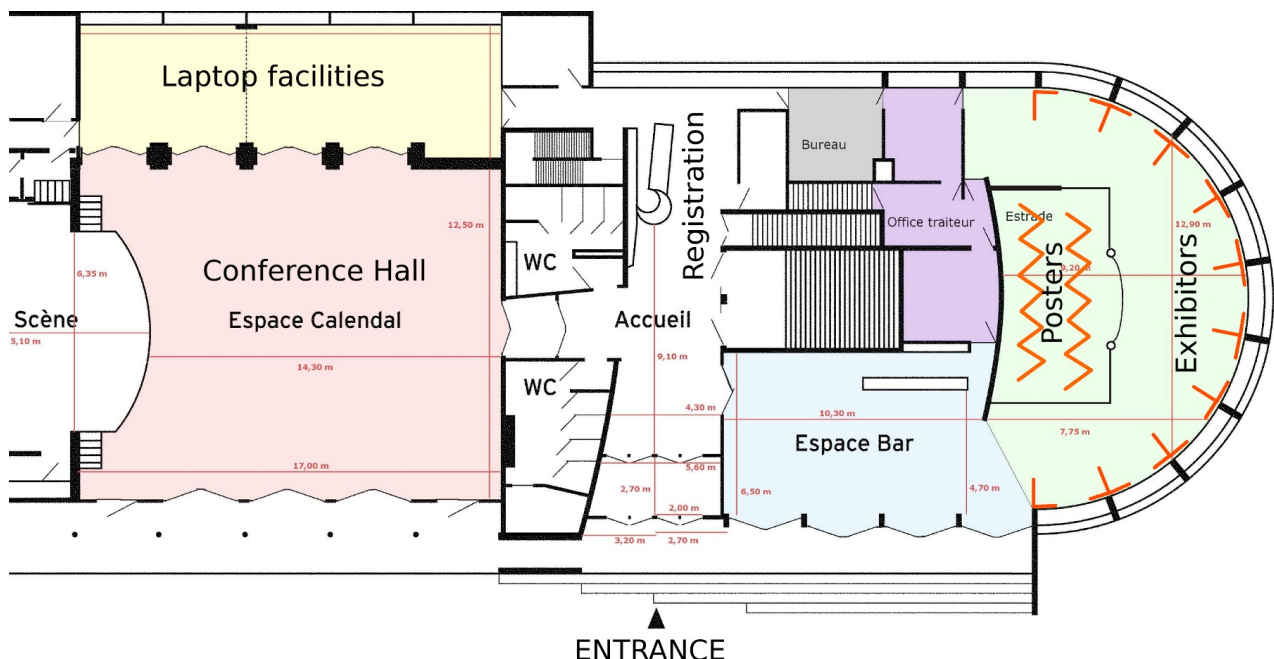 Laptop facilities
Registration
Bureau
12,50 m
Office traiteur
Estrade
12,90 m
6,35 m
Conference Hall
WC
9,20 m
Posters
Exhibitors
Scène
Espace Calendal
Accueil
5,10 m
14,30 m
9,10 m
WC
4,30 m
10,30 m
7,75 m
Espace Bar
17,00 m
5,60 m
2,70 m
6,50 m
4,70 m
2,00 m
3,20 m
2,70 m
ENTRANCE